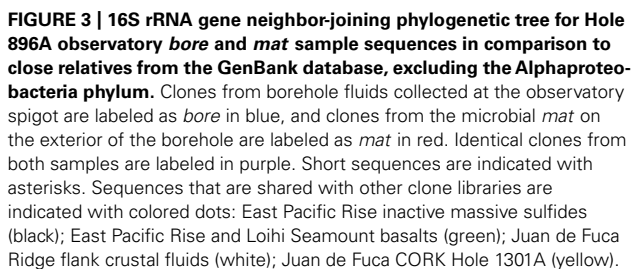 FIGURE 3 | 16S rRNA gene neighbor-joining phylogenetic tree for Hole
896A observatory bore and mat sample sequences in comparison to
close relatives from the GenBank database, excluding the Alphaproteo-
bacteria phylum. Clones from borehole fluids collected at the observatory
spigot are labeled as bore in blue, and clones from the microbial mat on
the exterior of the borehole are labeled as mat in red. Identical clones from
both samples are labeled in purple. Short sequences are indicated with
asterisks. Sequences that are shared with other clone libraries are
indicated with colored dots: East Pacific Rise inactive massive sulfides
(black); East Pacific Rise and Loihi Seamount basalts (green); Juan de Fuca
Ridge flank crustal fluids (white); Juan de Fuca CORK Hole 1301A (yellow).